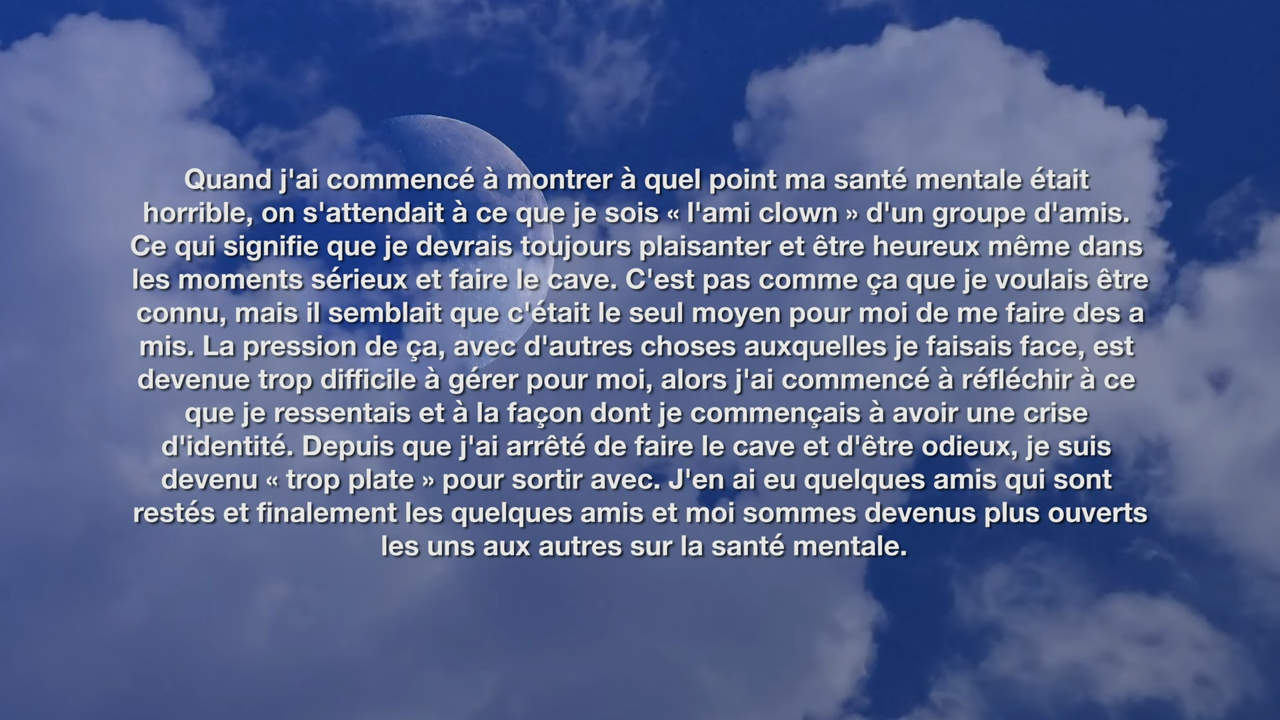 Quand j'ai commencé à montrer à quel point ma santé mentale était
horrible, on s'attendait à ce que je sois « l'ami clown » d'un groupe d'amis.
Ce qui signifie que je devrais toujours plaisanter et être heureux même dans
les moments sérieux et faire le cave. C'est pas comme ça que je voulais être
connu, mais il semblait que c'était le seul moyen pour moi de me faire des a
mis. La pression de ça, avec d'autres choses auxquelles je faisais face, est
devenue trop difficile à gérer pour moi, alors j'ai commencé à réfléchir à ce
que je ressentais et à la façon dont je commençais à avoir une crise
d'identité. Depuis que j'ai arrêté de faire le cave et d'être odieux, je suis
devenu « trop plate » pour sortir avec. J'en ai eu quelques amis qui sont
restés et finalement les quelques amis et moi sommes devenus plus ouverts
les uns aux autres sur la santé mentale.